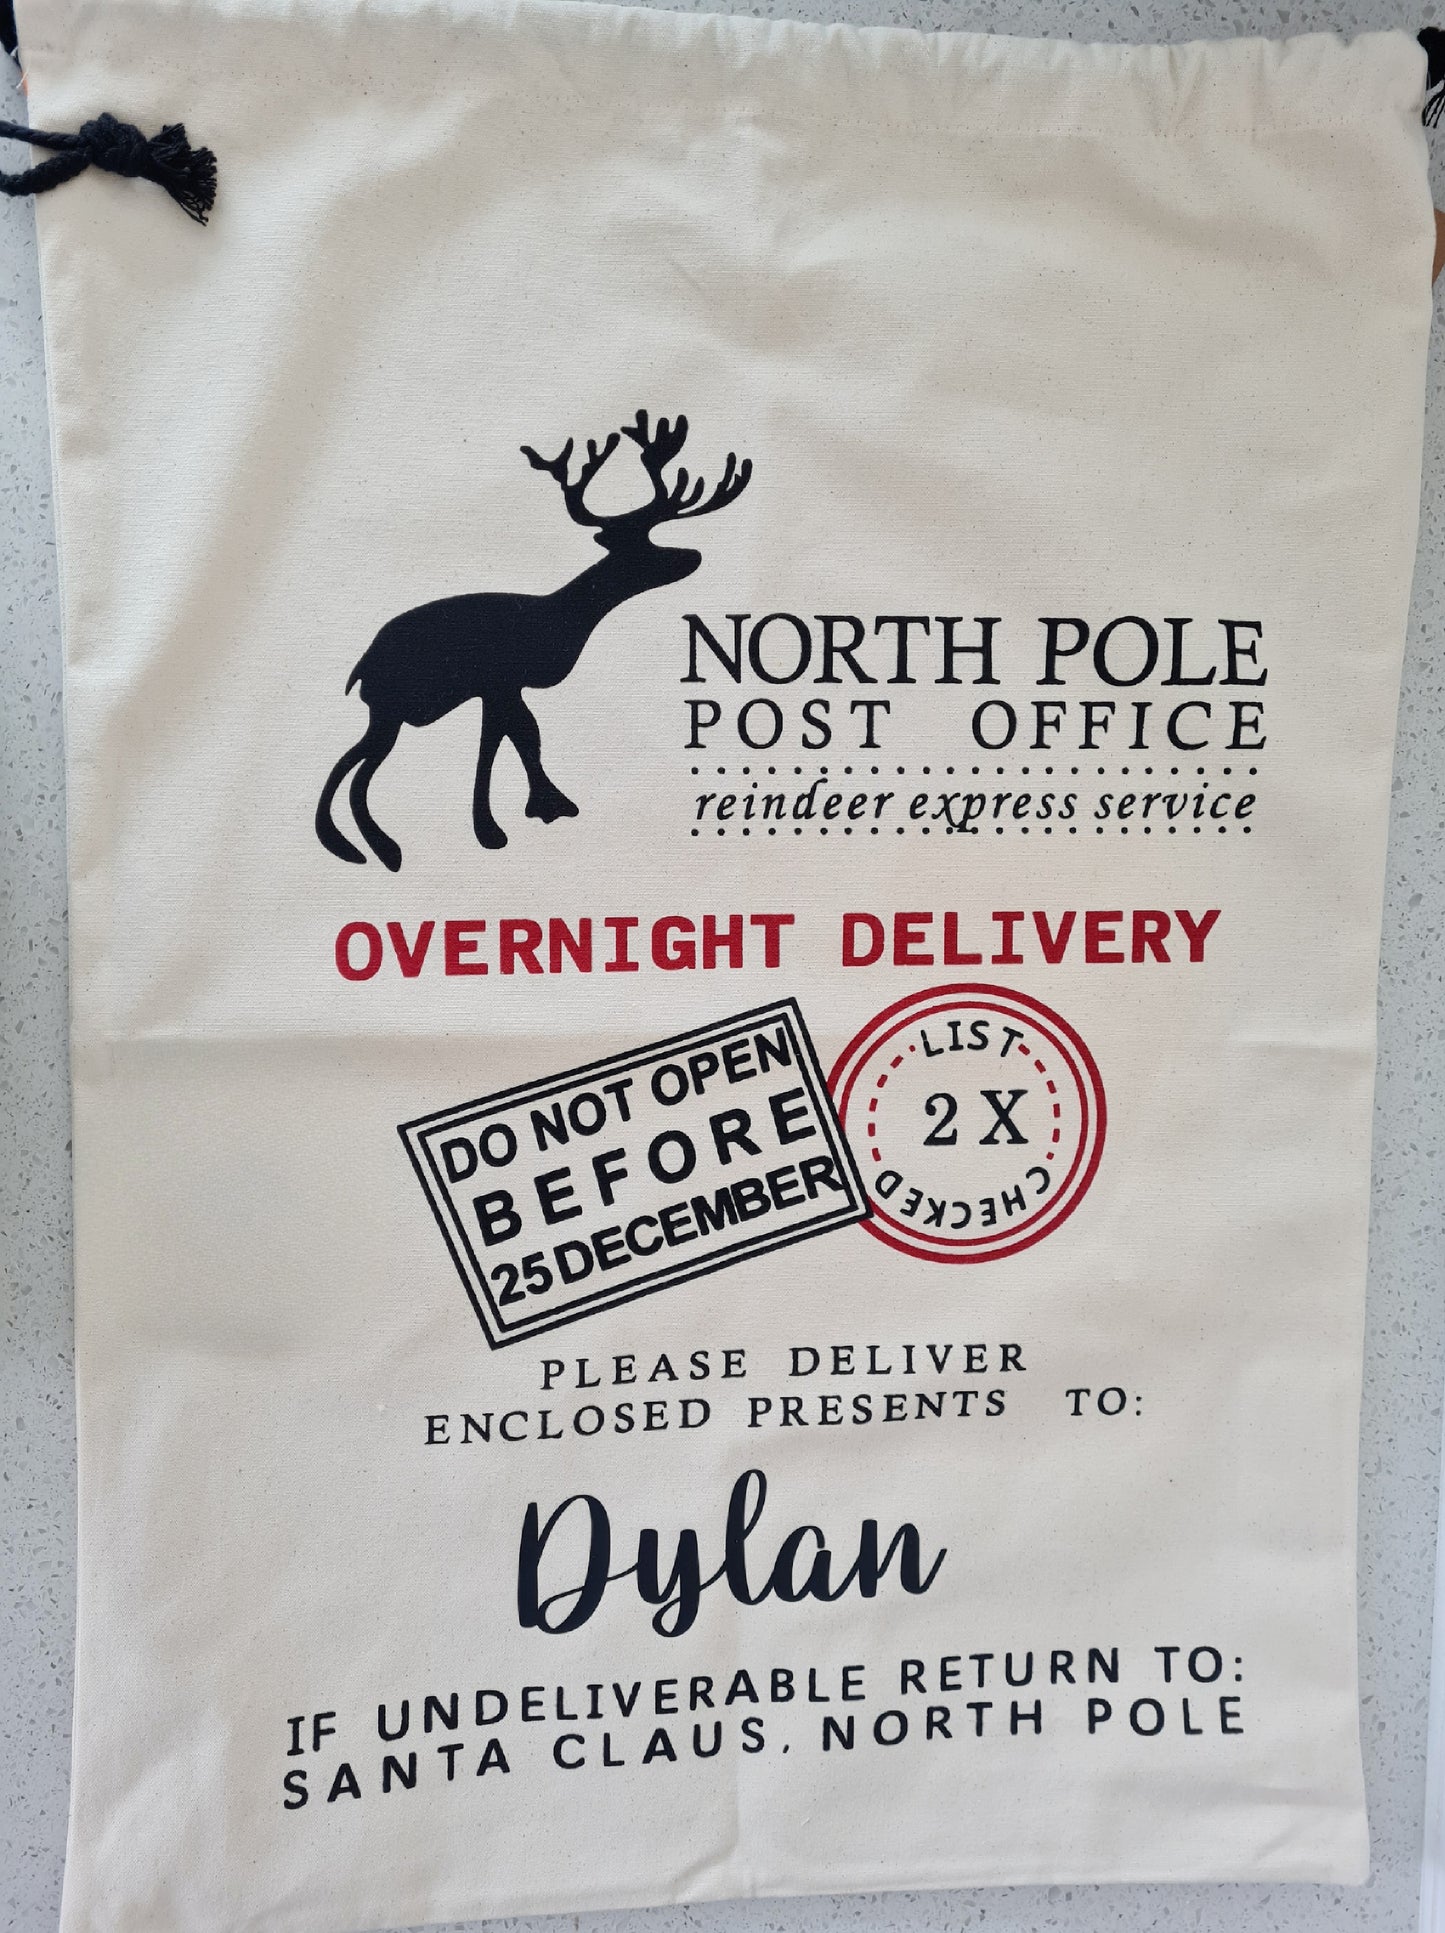 NORTH POLE
POST OFFICE
reindeer express service
OVERNIGHT DELIVERY
DO NOT OPEN
BEFORE
25 DECEMBER
LIST
2 X
CHECKED
PLEASE DELIVER
ENCLOSED PRESENTS TO:
Dylan
IF UNDELIVERABLE RETURN TO:
SANTA CLAUS, NORTH POLE